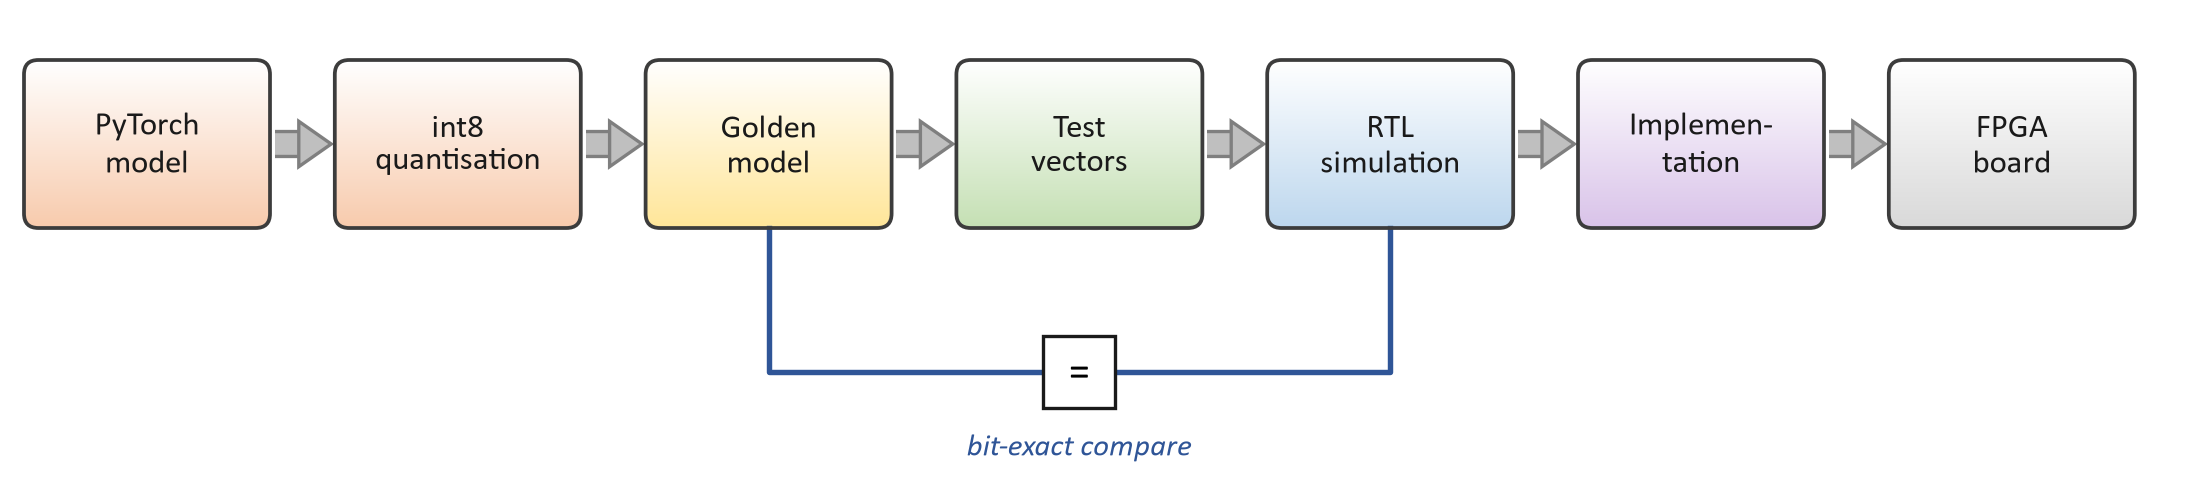 PyTorch
model
int8
quantisation
Golden
model
Test
vectors
RTL
simulation
Implemen-
tation
FPGA
board
=
bit-exact compare